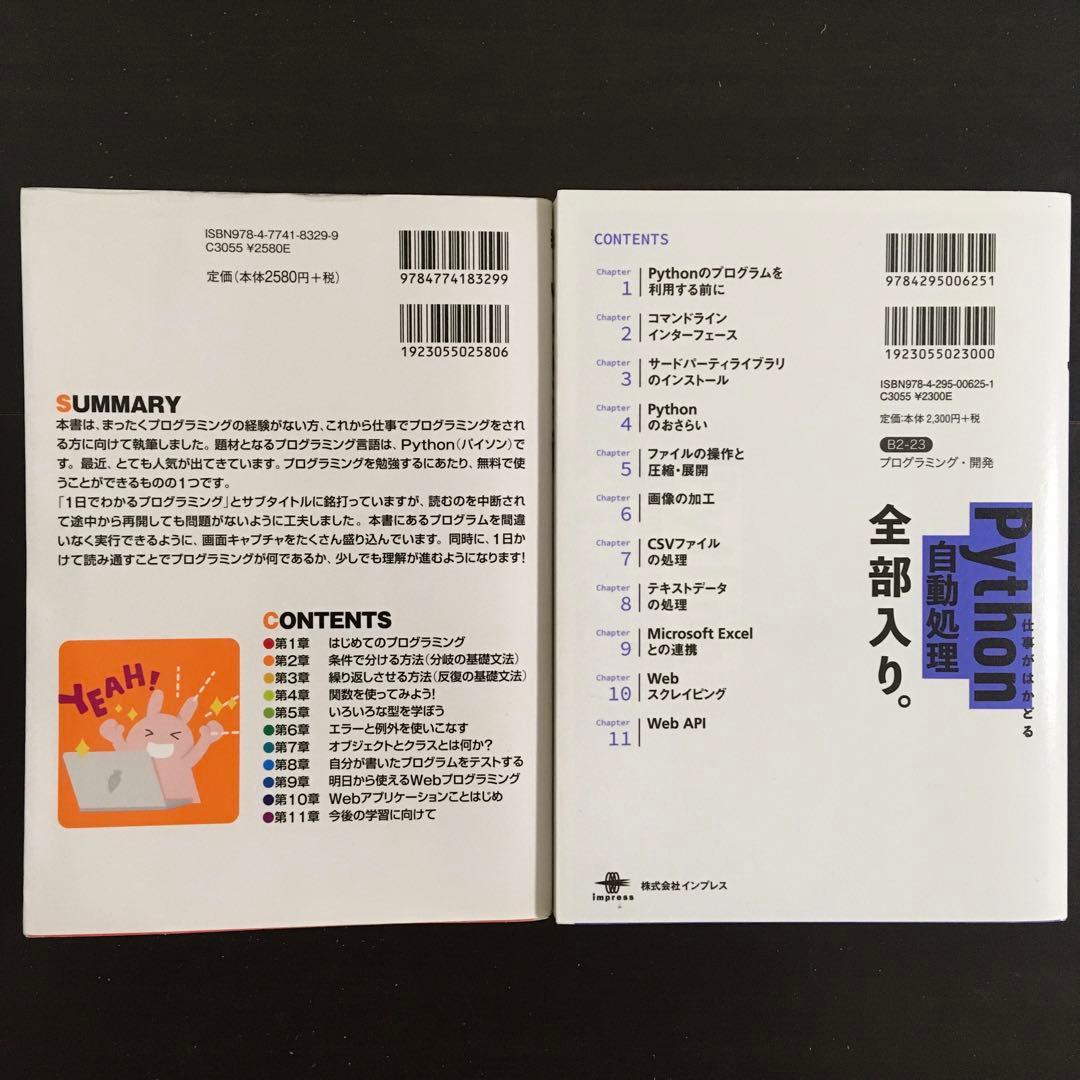 ISBN978-4-7741-8329-9
C3055 ¥2580E
定価(本体2580円+税)
9784774183299
1923055025806
SUMMARY
本書は、まったくプログラミングの経験がない方、これから仕事でプログラミングをされ
る方に向けて執筆しました。題材となるプログラミング言語は、Python(パイソン)で
す。最近、とても人気が出てきています。プログラミングを勉強するにあたり、無料で使
うことができるものの1つです。
「1日でわかるプログラミング」とサブタイトルに銘打っていますが、読むのを中断され
て途中から再開しても問題がないように工夫しました。本書にあるプログラムを間違
いなく実行できるように、画面キャプチャをたくさん盛り込んでいます。同時に、1日か
けて読み通すことでプログラミングが何であるか、少しでも理解が進むようになります!
YEAH!
CONTENTS
第1章 はじめてのプログラミング
第2章 条件で分ける方法(分岐の基礎文法)
第3章 繰り返しさせる方法(反復の基礎文法)
第4章 関数を使ってみよう!
第5章 いろいろな型を学ぼう
第6章 エラーと例外を使いこなす
第7章 オブジェクトとクラスとは何か?
第8章 自分が書いたプログラムをテストする
第9章 明日から使えるWebプログラミング
第10章 Webアプリケーションことはじめ
第11章 今後の学習に向けて
CONTENTS
Chapter 1 Pythonのプログラムを
利用する前に
Chapter 2 コマンドライン
インターフェース
Chapter 3 サードパーティライブラリ
のインストール
Chapter 4 Python
のおさらい
Chapter 5 ファイルの操作と
圧縮・展開
Chapter 6 画像の加工
Chapter 7 CSVファイル
の処理
Chapter 8 テキストデータ
の処理
Chapter 9 Microsoft Excel
との連携
Chapter 10 Web
スクレイピング
Chapter 11 Web API
9784295006251
1923055023000
ISBN978-4-295-00625-1
C3055 ¥2300E
定価:本体 2,300円+税
B2-23
プログラミング・開発
仕事がはかどる
Python
自動処理
全部入り。
impress
株式会社インプレス